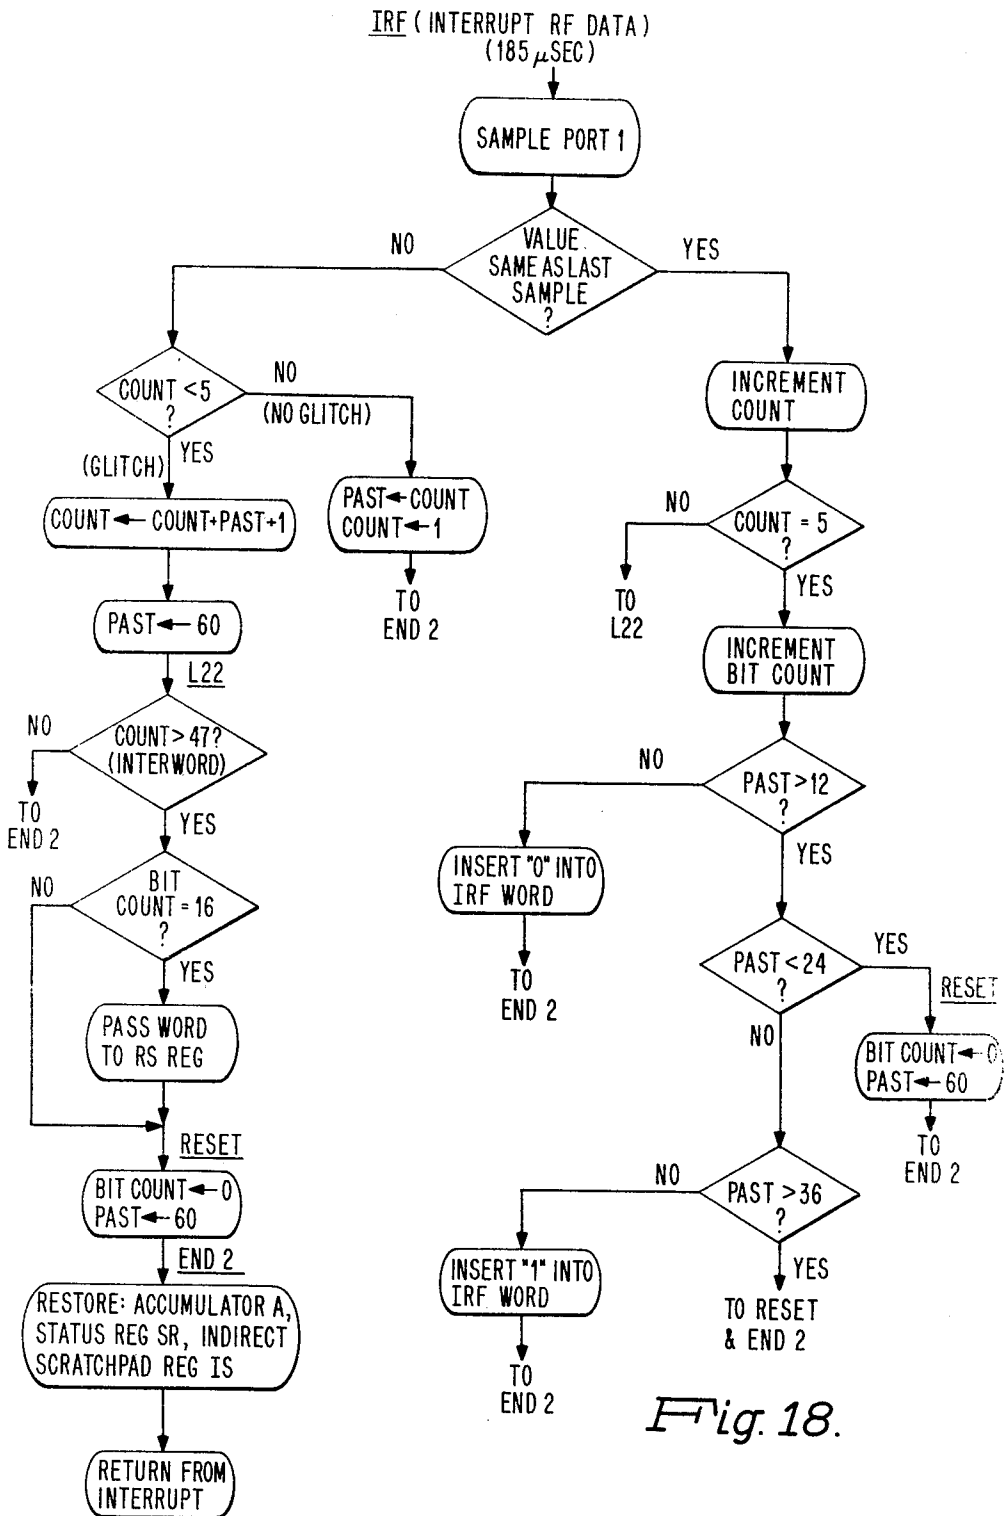 IRF (INTERRUPT RF DATA)
(185 μSEC)
SAMPLE PORT 1
VALUE
SAME AS LAST
SAMPLE
?
NO
YES
COUNT <5
?
NO
(NO GLITCH)
YES
(GLITCH)
COUNT ← COUNT+PAST+1
PAST ← COUNT
COUNT ← 1
TO
END 2
PAST ← 60
L22
COUNT > 47?
(INTERWORD)
NO
TO
END 2
YES
BIT
COUNT = 16
?
NO
YES
PASS WORD
TO RS REG
RESET
BIT COUNT ← 0
PAST ← 60
END 2
RESTORE: ACCUMULATOR A,
STATUS REG SR, INDIRECT
SCRATCHPAD REG IS
RETURN FROM
INTERRUPT
INCREMENT
COUNT
COUNT = 5
?
NO
TO
L22
YES
INCREMENT
BIT COUNT
PAST >12
?
NO
INSERT "0" INTO
IRF WORD
TO
END 2
YES
PAST < 24
?
YES
RESET
BIT COUNT ← 0
PAST ← 60
TO
END 2
NO
PAST >36
?
NO
INSERT "1" INTO
IRF WORD
TO
END 2
YES
TO RESET
& END 2
Fig. 18.